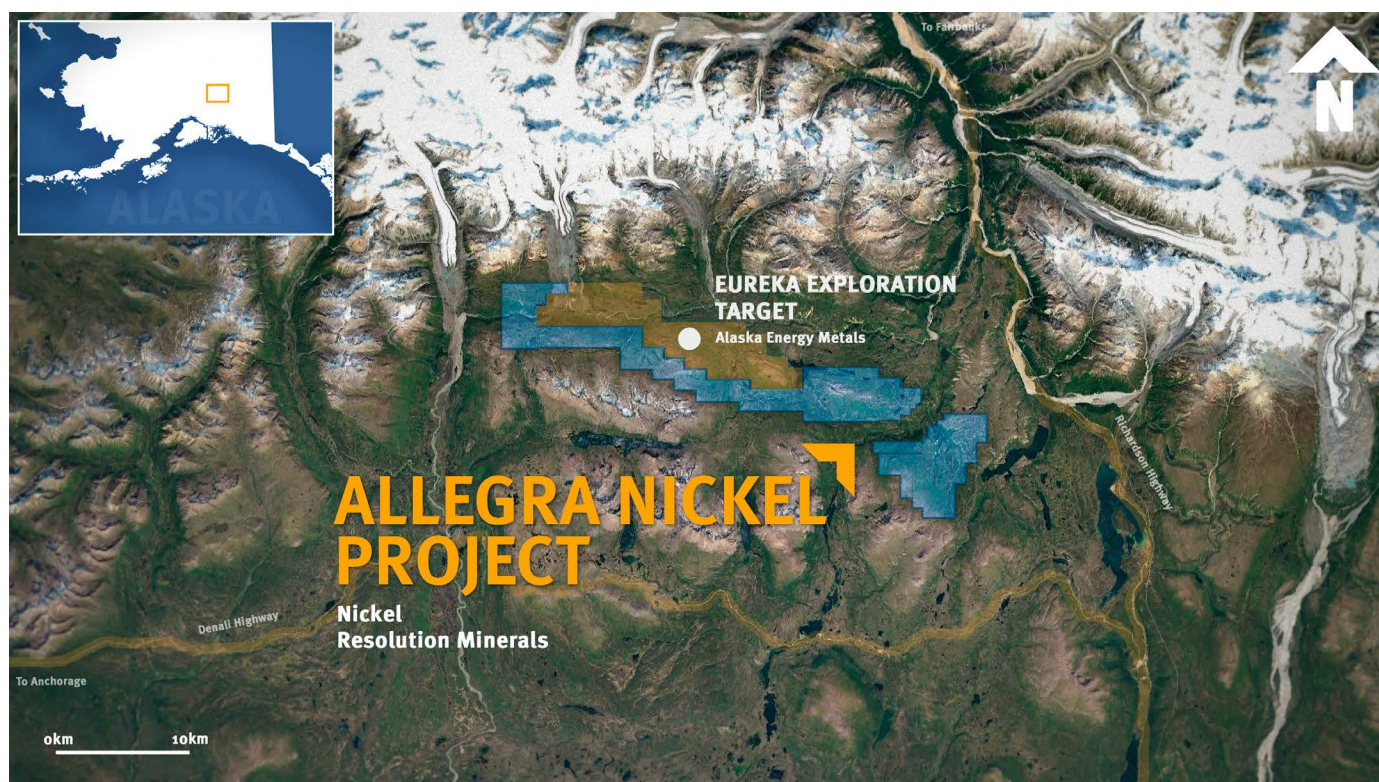 To Fairbanks
N
ALASKA
EUREKA EXPLORATION
TARGET
Alaska Energy Metals
Richardson Highway
ALLEGRA NICKEL
PROJECT
Nickel
Resolution Minerals
Denali Highway
To Anchorage
0km 10km